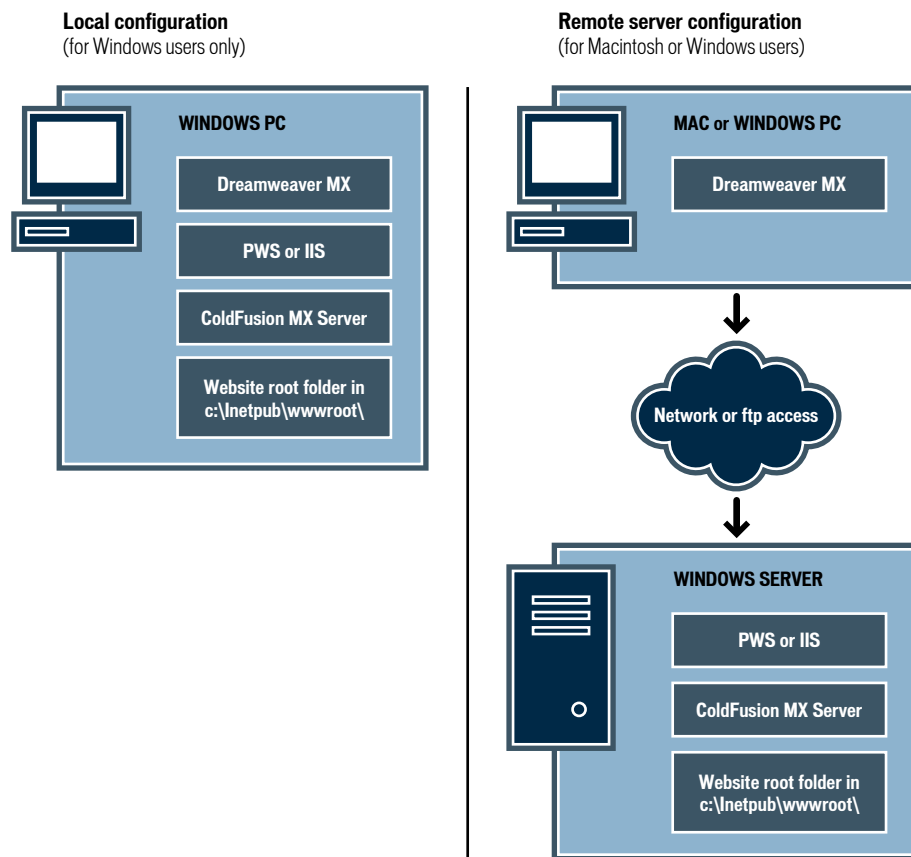 Local configuration
(for Windows users only)
WINDOWS PC
Dreamweaver MX
PWS or IIS
ColdFusion MX Server
Website root folder in
c:\Inetpub\wwwroot\
Remote server configuration
(for Macintosh or Windows users)
MAC or WINDOWS PC
Dreamweaver MX
Network or ftp access
WINDOWS SERVER
PWS or IIS
ColdFusion MX Server
Website root folder in
c:\Inetpub\wwwroot\